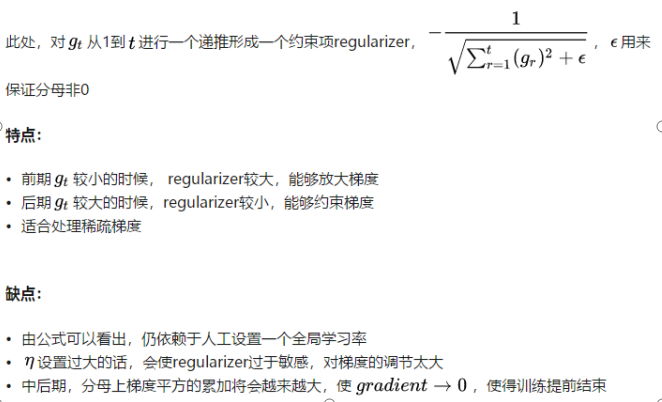 此处，对 $g_t$ 从1到 $t$ 进行一个递推形成一个约束项regularizer， $-\frac{1}{\sqrt{\sum_{r=1}^{t}(g_r)^2+\epsilon}}$ ，$\epsilon$ 用来
保证分母非0
特点：
• 前期 $g_t$ 较小的时候， regularizer较大，能够放大梯度
• 后期 $g_t$ 较大的时候，regularizer较小，能够约束梯度
• 适合处理稀疏梯度
缺点：
• 由公式可以看出，仍依赖于人工设置一个全局学习率
• $\eta$ 设置过大的话，会使regularizer过于敏感，对梯度的调节太大
• 中后期，分母上梯度平方的累加将会越来越大，使 $gradient \to 0$ ，使得训练提前结束